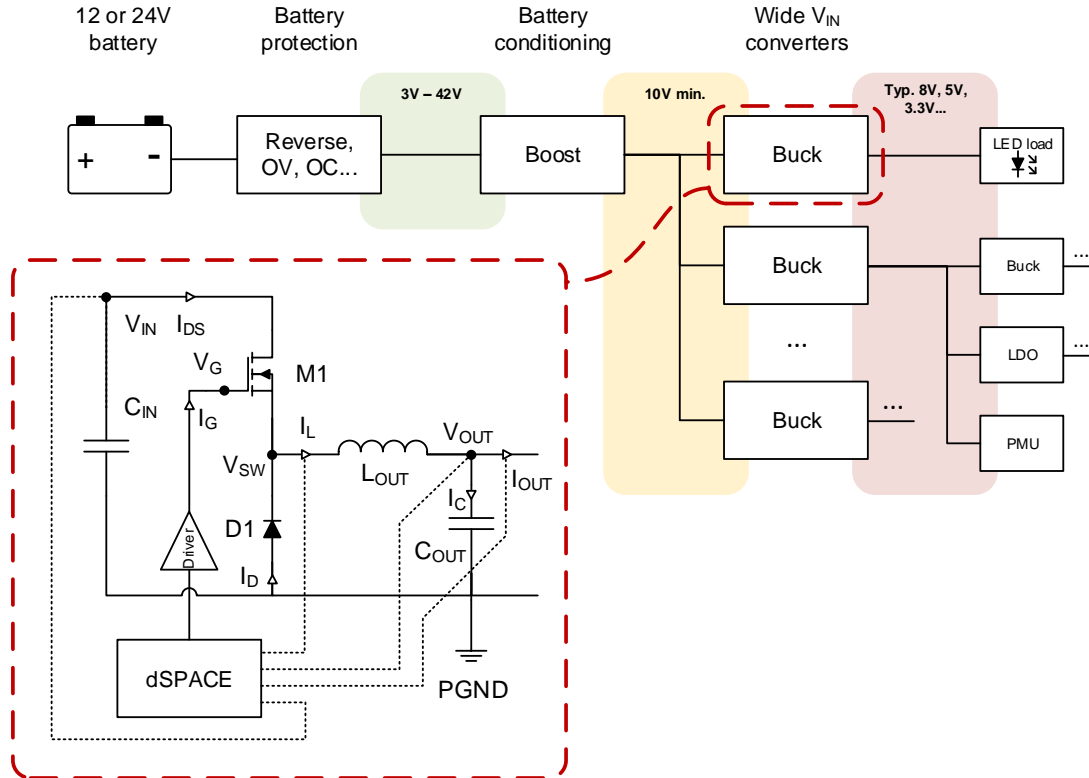 12 or 24V
battery
Battery
protection
Battery
conditioning
Wide VIN
converters
3V – 42V
10V min.
Typ. 8V, 5V,
3.3V...
+ -
Reverse,
OV, OC...
Boost
Buck
LED load
Buck
Buck
...
...
LDO
...
Buck
...
PMU
VIN
IDS
VG
M1
CIN
IG
IL
VOUT
VSW
LOUT
IOUT
IC
D1
COUT
Driver
ID
dSPACE
PGND